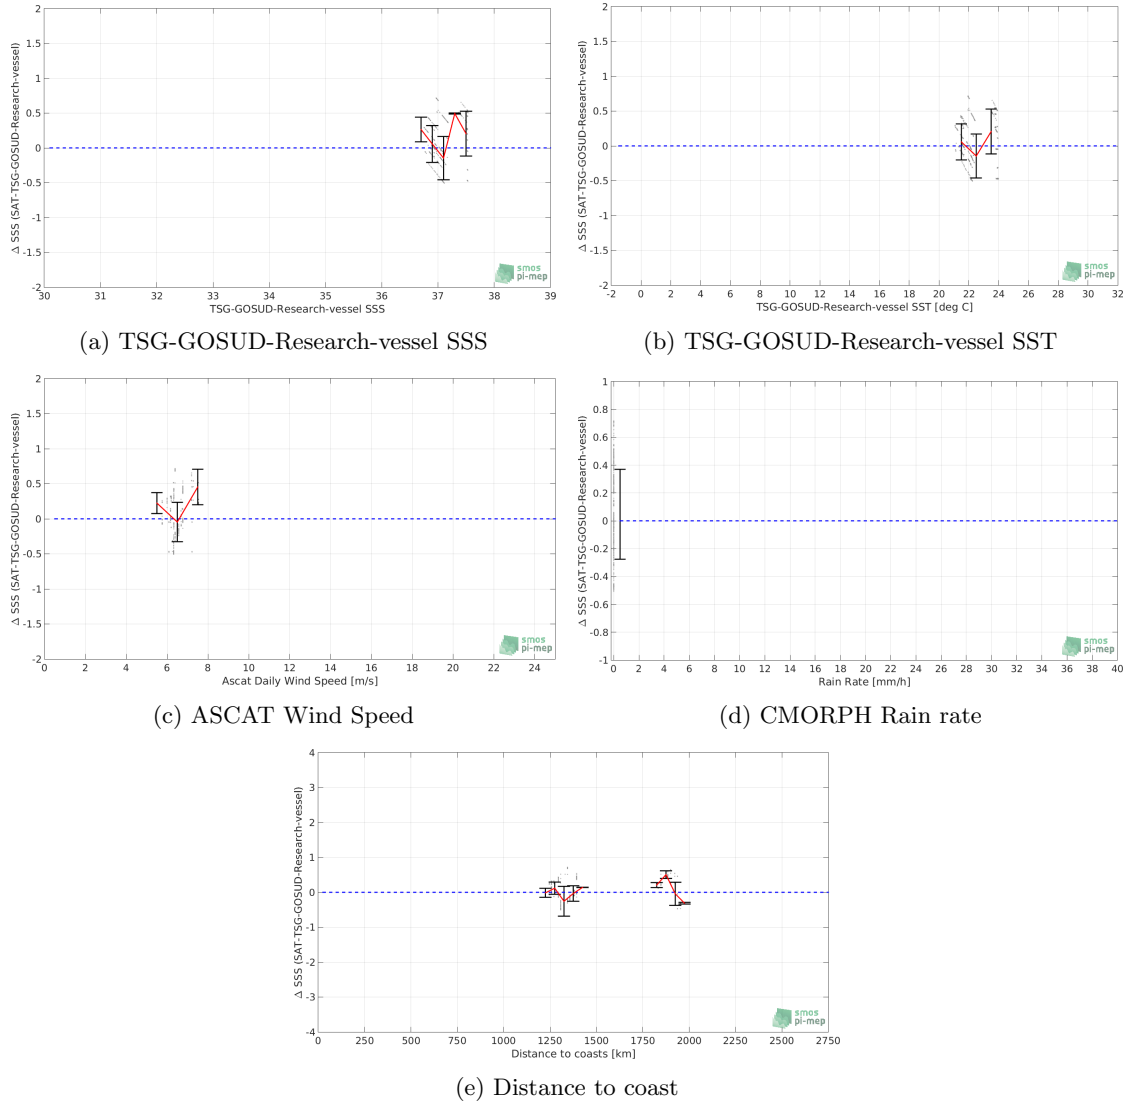 2
1.5
1
0.5
0
-0.5
-1
-1.5
-2
Δ SSS (SAT-TSG-GOSUD-Research-vessel)
30 31 32 33 34 35 36 37 38 39
TSG-GOSUD-Research-vessel SSS
smos
pi-mep
(a) TSG-GOSUD-Research-vessel SSS
2
1.5
1
0.5
0
-0.5
-1
-1.5
-2
Δ SSS (SAT-TSG-GOSUD-Research-vessel)
-2 0 2 4 6 8 10 12 14 16 18 20 22 24 26 28 30 32
TSG-GOSUD-Research-vessel SST [deg C]
smos
pi-mep
(b) TSG-GOSUD-Research-vessel SST
2
1.5
1
0.5
0
-0.5
-1
-1.5
-2
Δ SSS (SAT-TSG-GOSUD-Research-vessel)
0 2 4 6 8 10 12 14 16 18 20 22 24
Ascat Daily Wind Speed [m/s]
smos
pi-mep
(c) ASCAT Wind Speed
1
0.8
0.6
0.4
0.2
0
-0.2
-0.4
-0.6
-0.8
-1
Δ SSS (SAT-TSG-GOSUD-Research-vessel)
0 2 4 6 8 10 12 14 16 18 20 22 24 26 28 30 32 34 36 38 40
Rain Rate [mm/h]
smos
pi-mep
(d) CMORPH Rain rate
4
3
2
1
0
-1
-2
-3
-4
Δ SSS (SAT-TSG-GOSUD-Research-vessel)
0 250 500 750 1000 1250 1500 1750 2000 2250 2500 2750
Distance to coasts [km]
smos
pi-mep
(e) Distance to coast